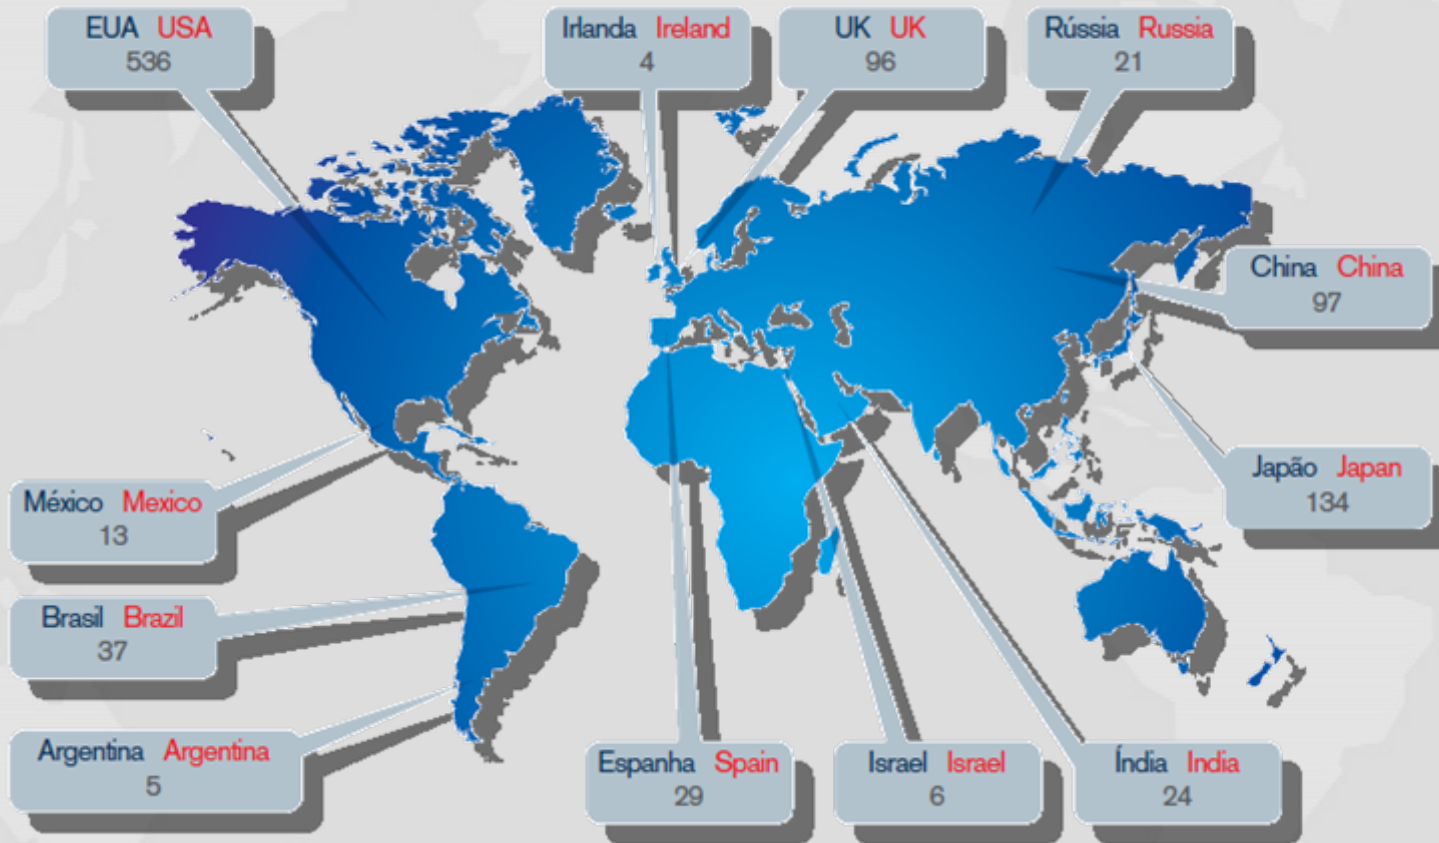 EUA USA
536
Irlanda Ireland
4
UK UK
96
Rússia Russia
21
China China
97
Japão Japan
134
México Mexico
13
Brasil Brazil
37
Argentina Argentina
5
Espanha Spain
29
Israel Israel
6
Índia India
24